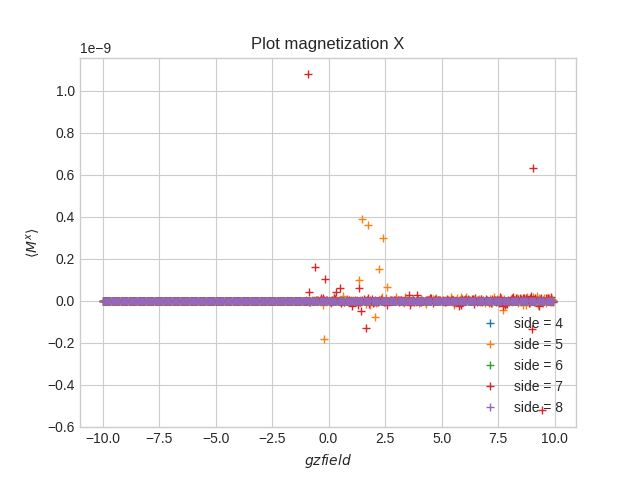 Plot magnetization X
1e−9
1.0
0.8
0.6
0.4
0.2
0.0
−0.2
−0.4
−0.6
⟨M^x⟩
side = 4
side = 5
side = 6
side = 7
side = 8
−10.0 −7.5 −5.0 −2.5 0.0 2.5 5.0 7.5 10.0
gzfield